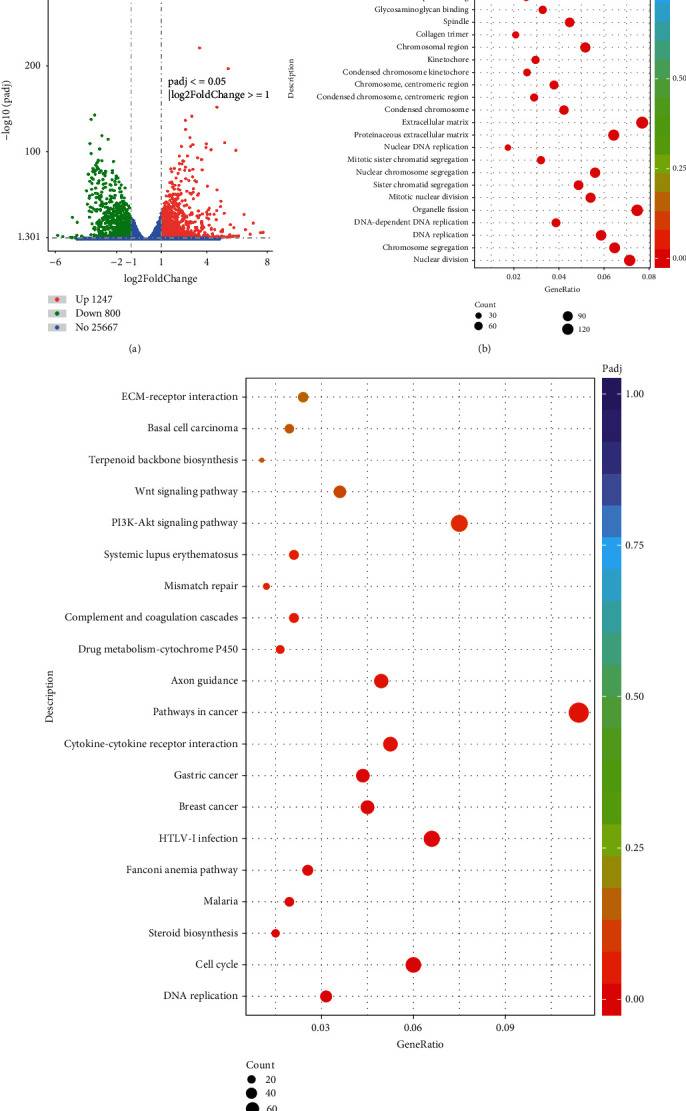 200
100
1.301
−log10 (padj)
padj < = 0.05
|log2FoldChange > = 1
−6
−2
−1
1
4
8
log2FoldChange
Up 1247
Down 800
No 25667
(a)
Description
Glycosaminoglycan binding
Spindle
Collagen trimer
Chromosomal region
Kinetochore
Condensed chromosome kinetochore
Chromosome, centromeric region
Condensed chromosome, centromeric region
Condensed chromosome
Extracellular matrix
Proteinaceous extracellular matrix
Nuclear DNA replication
Mitotic sister chromatid segregation
Nuclear chromosome segregation
Sister chromatid segregation
Mitotic nuclear division
Organelle fission
DNA-dependent DNA replication
DNA replication
Chromosome segregation
Nuclear division
0.02
0.04
0.06
0.08
GeneRatio
0.50
0.25
0.00
Count
30
60
90
120
(b)
Description
ECM-receptor interaction
Basal cell carcinoma
Terpenoid backbone biosynthesis
Wnt signaling pathway
PI3K-Akt signaling pathway
Systemic lupus erythematosus
Mismatch repair
Complement and coagulation cascades
Drug metabolism-cytochrome P450
Axon guidance
Pathways in cancer
Cytokine-cytokine receptor interaction
Gastric cancer
Breast cancer
HTLV-I infection
Fanconi anemia pathway
Malaria
Steroid biosynthesis
Cell cycle
DNA replication
0.03
0.06
0.09
GeneRatio
Padj
1.00
0.75
0.50
0.25
0.00
Count
20
40
60